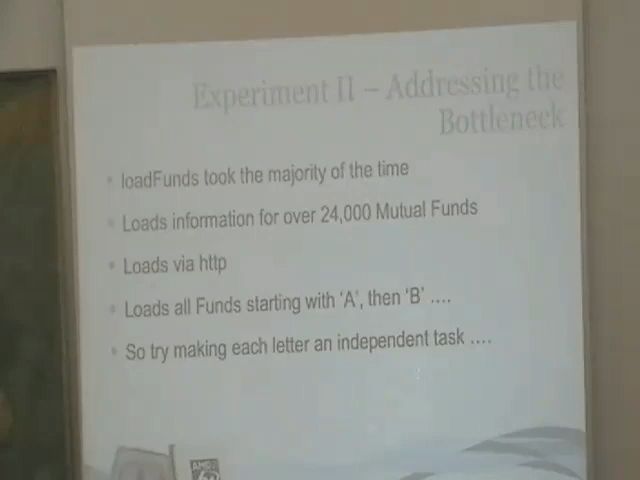 Experiment II – Addressing the
Bottleneck
loadFunds took the majority of the time
Loads information for over 24,000 Mutual Funds
Loads via http
Loads all Funds starting with ‘A’, then ‘B’ ....
So try making each letter an independent task ....